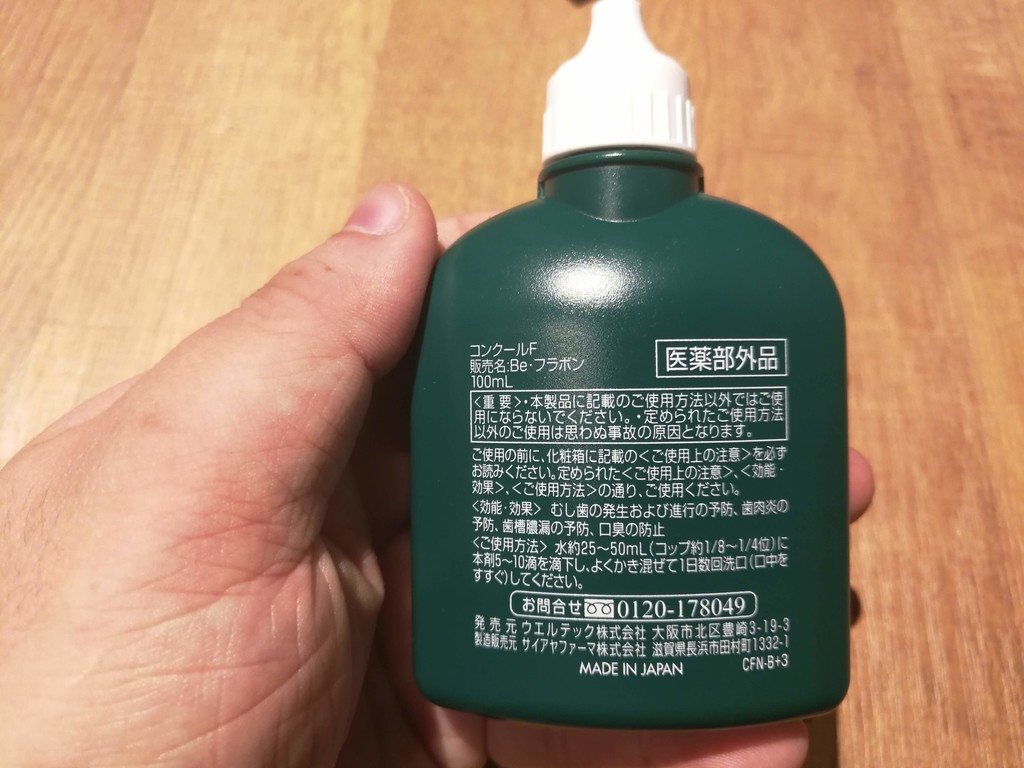 コンクールF
販売名:Be・フラボン
100mL
医薬部外品
〈重要〉・本製品に記載のご使用方法以外ではご使
用にならないでください。・定められたご使用方法
以外のご使用は思わぬ事故の原因となります。
ご使用の前に、化粧箱に記載の〈ご使用上の注意〉を必ず
お読みください。定められた〈ご使用上の注意〉、〈効能・
効果〉、〈ご使用方法〉の通り、ご使用ください。
〈効能・効果〉 むし歯の発生および進行の予防、歯肉炎の
予防、歯槽膿漏の予防、口臭の防止
〈ご使用方法〉 水約25〜50mL(コップ約1/8〜1/4位)に
本剤5〜10滴を滴下し、よくかき混ぜて1日数回洗口(口中を
すすぐ)してください。
お問合せ 0120-178049
発売元 ウエルテック株式会社 大阪市北区豊崎3-19-3
製造販売元 サイアヤファーマ株式会社 滋賀県長浜市田村町1332-1
MADE IN JAPAN
CFN-B+3